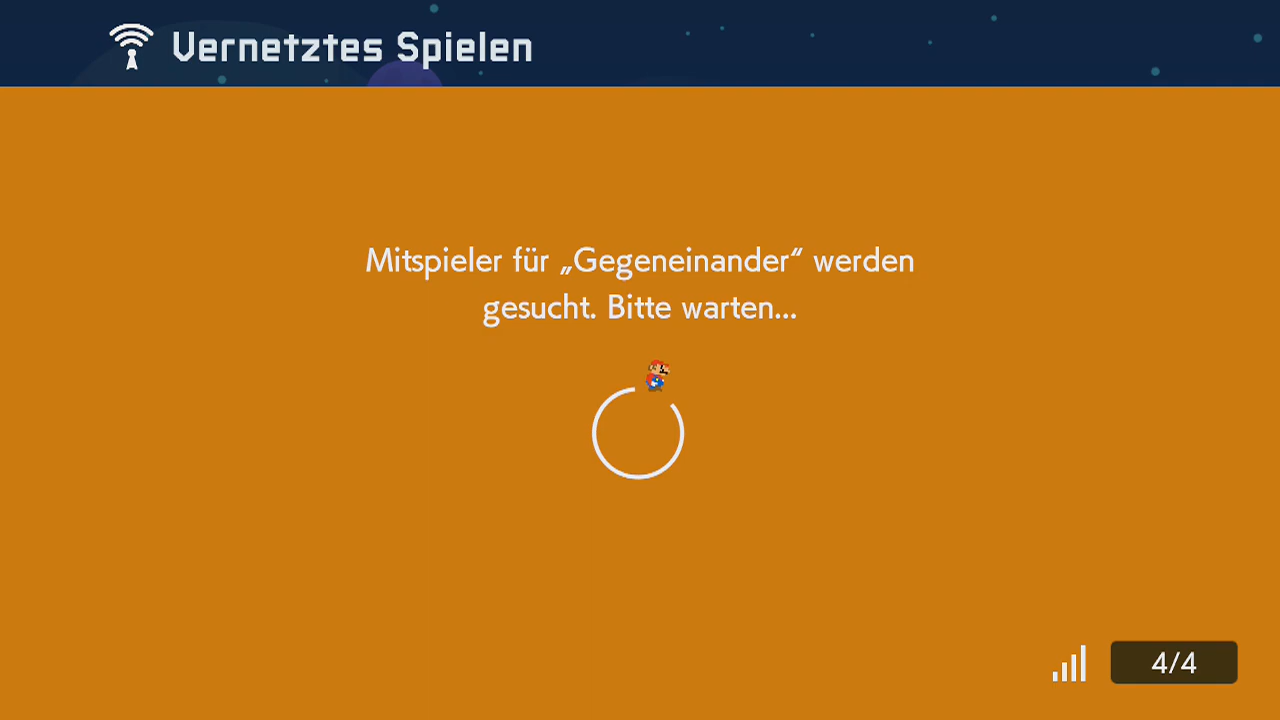 Vernetztes Spielen
Mitspieler für „Gegeneinander“ werden
gesucht. Bitte warten...
4/4